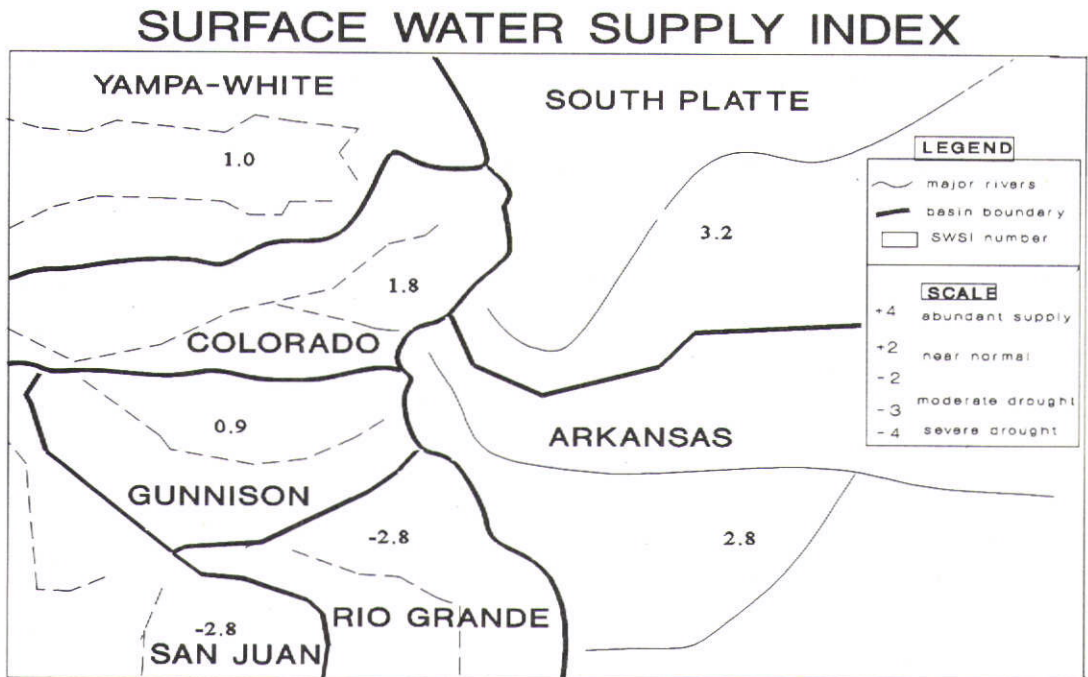 SURFACE WATER SUPPLY INDEX
YAMPA-WHITE
1.0
SOUTH PLATTE
3.2
1.8
COLORADO
0.9
GUNNISON
ARKANSAS
-2.8
2.8
RIO GRANDE
-2.8
SAN JUAN
LEGEND
major rivers
basin boundary
SWSI number
SCALE
+4 abundant supply
+2
near normal
-2
-3 moderate drought
-4 severe drought